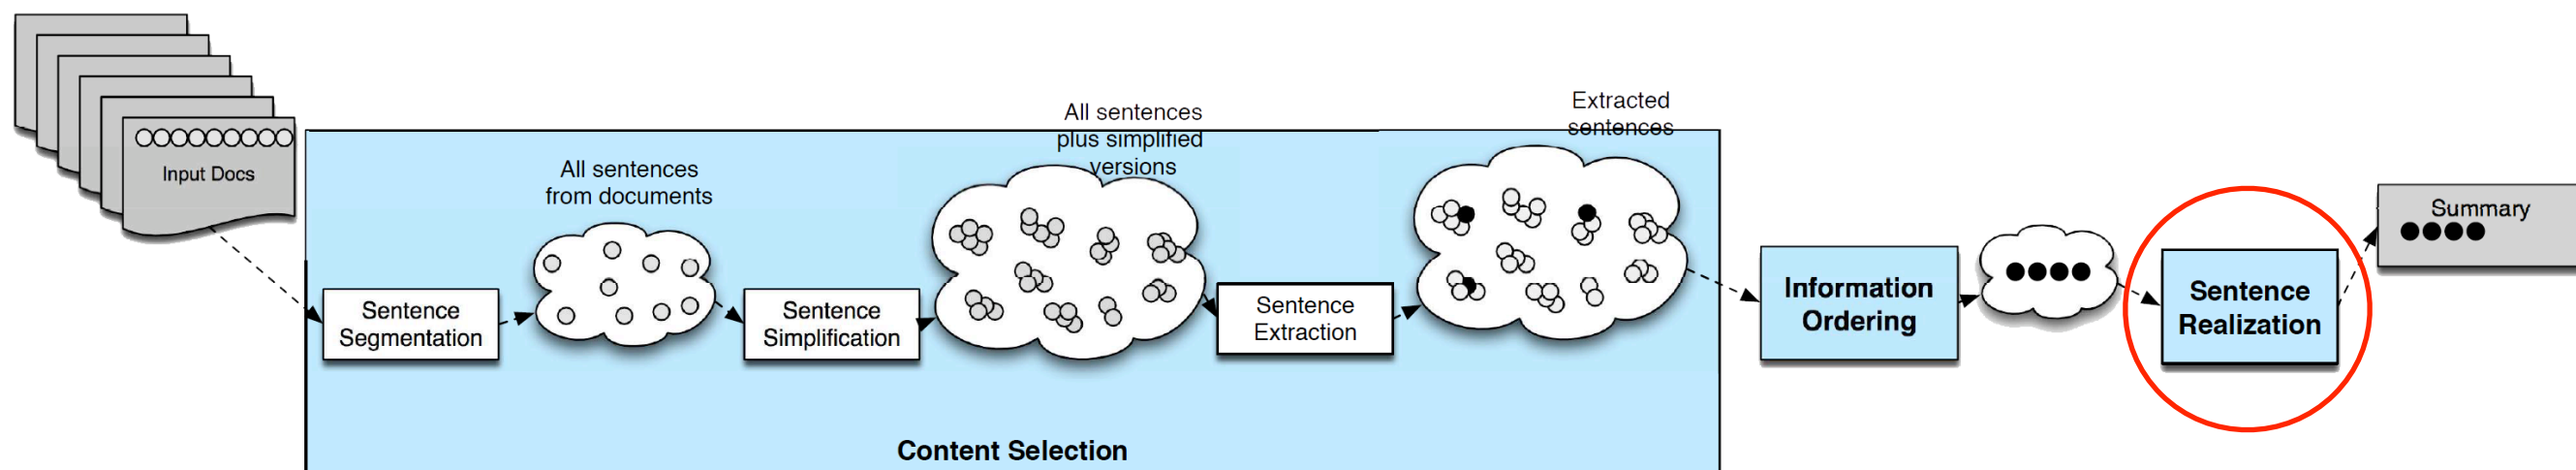 Input Docs
All sentences
from documents
Sentence
Segmentation
Sentence
Simplification
All sentences
plus simplified
versions
Sentence
Extraction
Extracted
sentences
Content Selection
Information
Ordering
Sentence
Realization
Summary